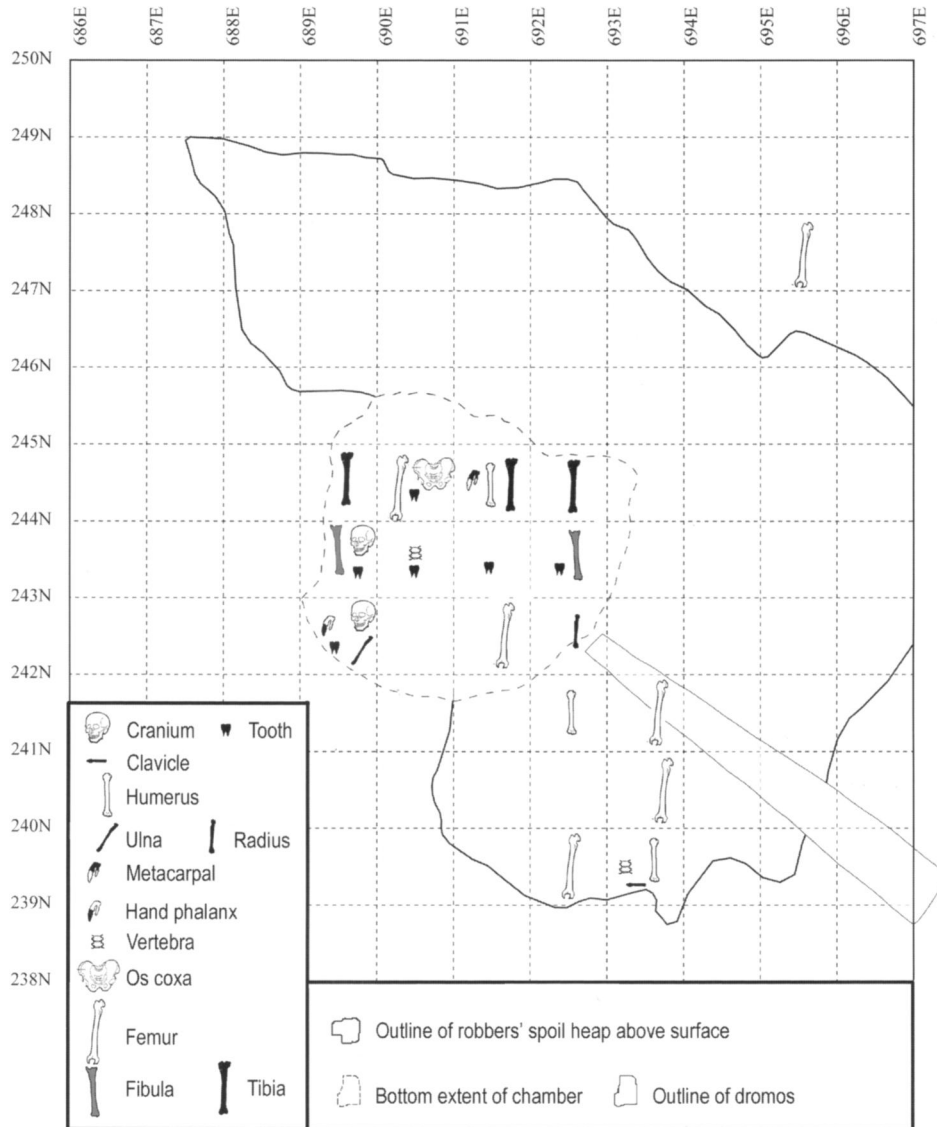 686E 687E 688E 689E 690E 691E 692E 693E 694E 695E 696E 697E
250N
249N
248N
247N
246N
245N
244N
243N
242N
241N
240N
239N
238N
Cranium Tooth
Clavicle
Humerus
Ulna Radius
Metacarpal
Hand phalanx
Vertebra
Os coxa
Femur
Fibula Tibia
Outline of robbers' spoil heap above surface
Bottom extent of chamber Outline of dromos